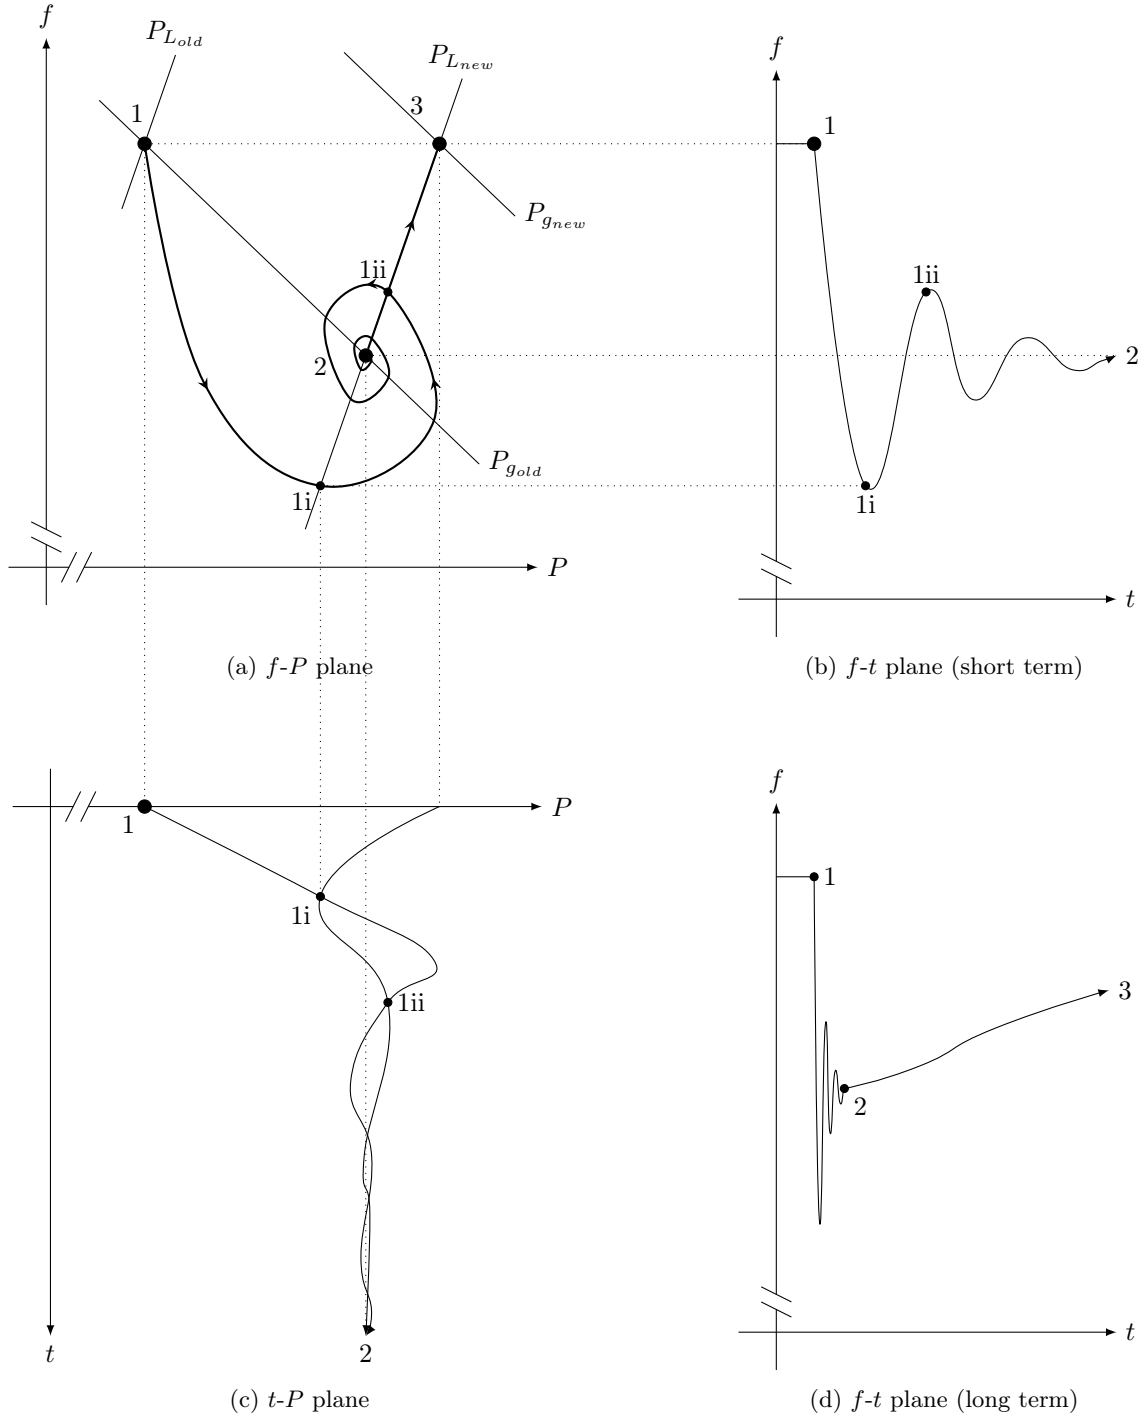 f
P_{L_{old}}
P_{L_{new}}
1
3
P_{g_{new}}
1ii
2
P_{g_{old}}
1i
P
(a) f-P plane
f
1
1ii
2
1i
t
(b) f-t plane (short term)
P
1
1i
1ii
t
2
(c) t-P plane
f
1
3
2
t
(d) f-t plane (long term)